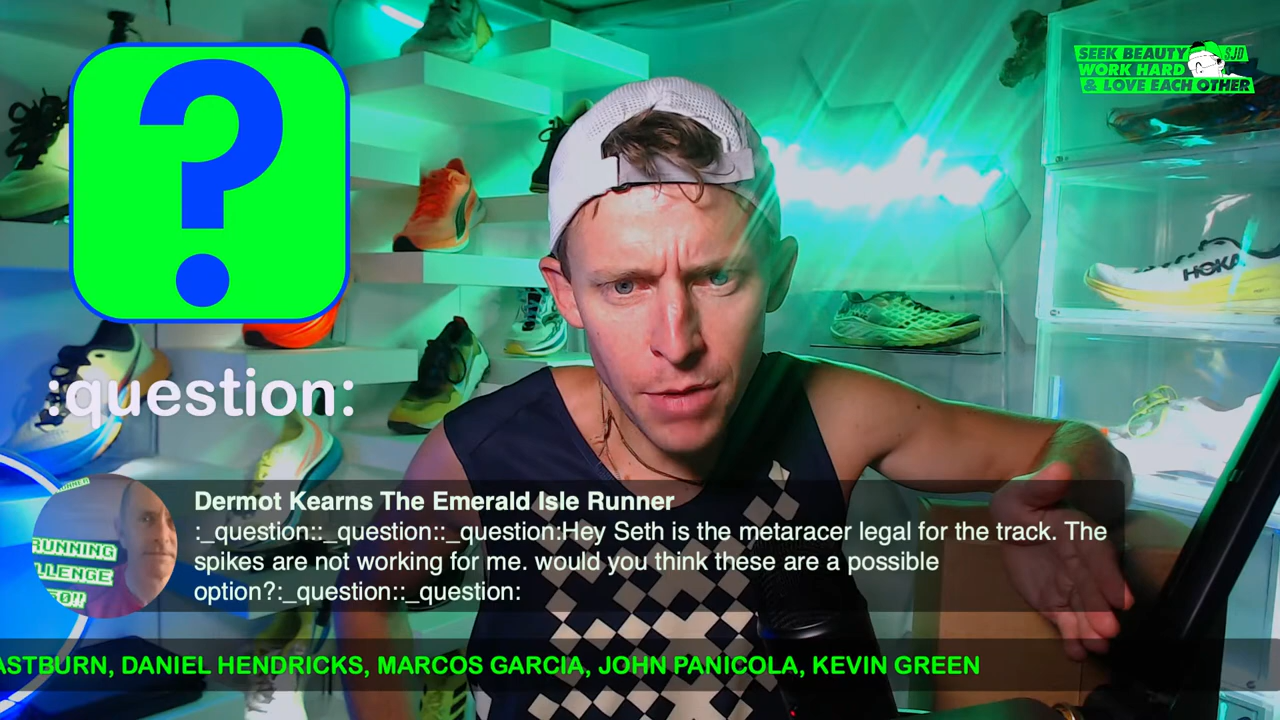 ?
SEEK BEAUTY SJD
WORK HARD
& LOVE EACH OTHER
HOKA
:question:
RUNNING
Dermot Kearns The Emerald Isle Runner
:_question::_question::_question:Hey Seth is the metaracer legal for the track. The
spikes are not working for me. would you think these are a possible
option?:_question::_question:
ASTBURN, DANIEL HENDRICKS, MARCOS GARCIA, JOHN PANICOLA, KEVIN GREEN